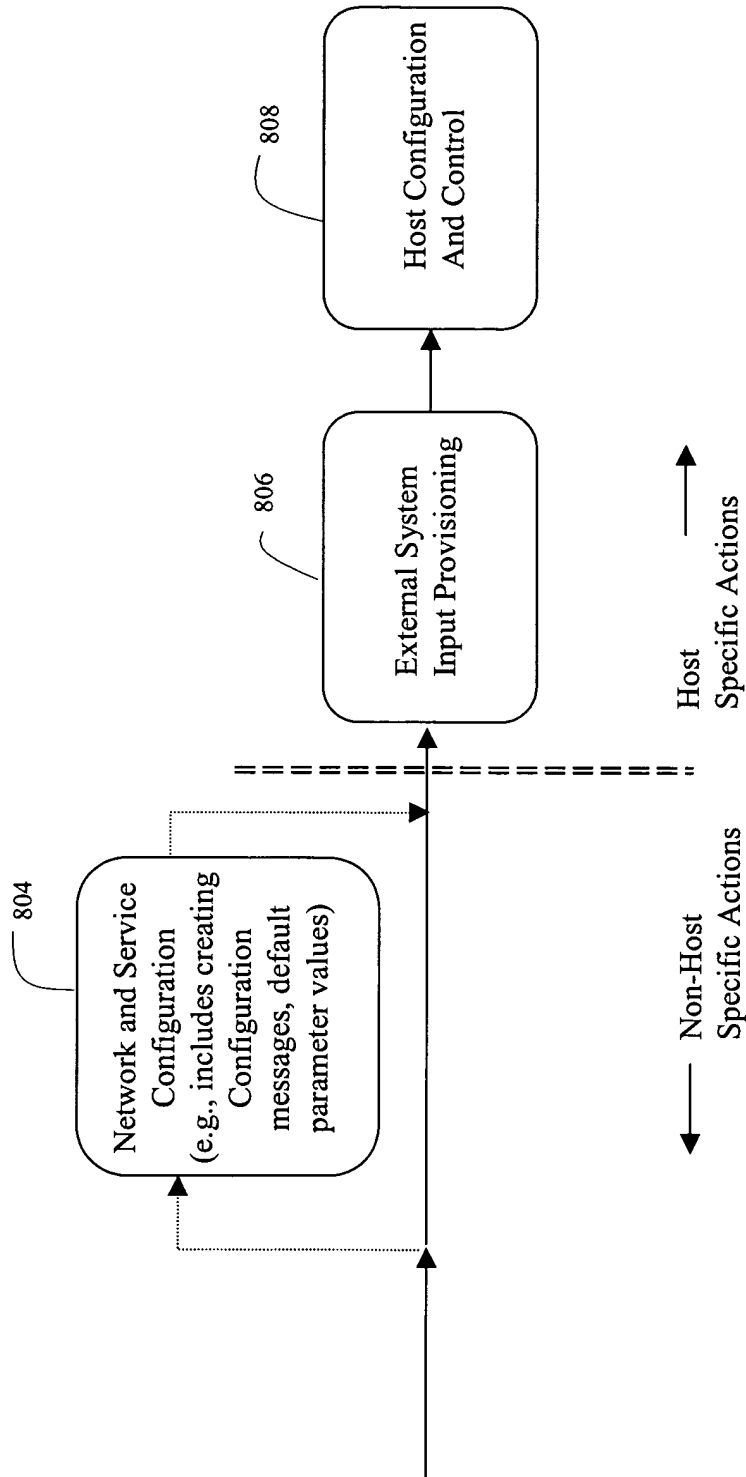 804
Network and Service
Configuration
(e.g., includes creating
Configuration
messages, default
parameter values)
806
External System
Input Provisioning
808
Host Configuration
And Control
Non-Host
Specific Actions
Host
Specific Actions